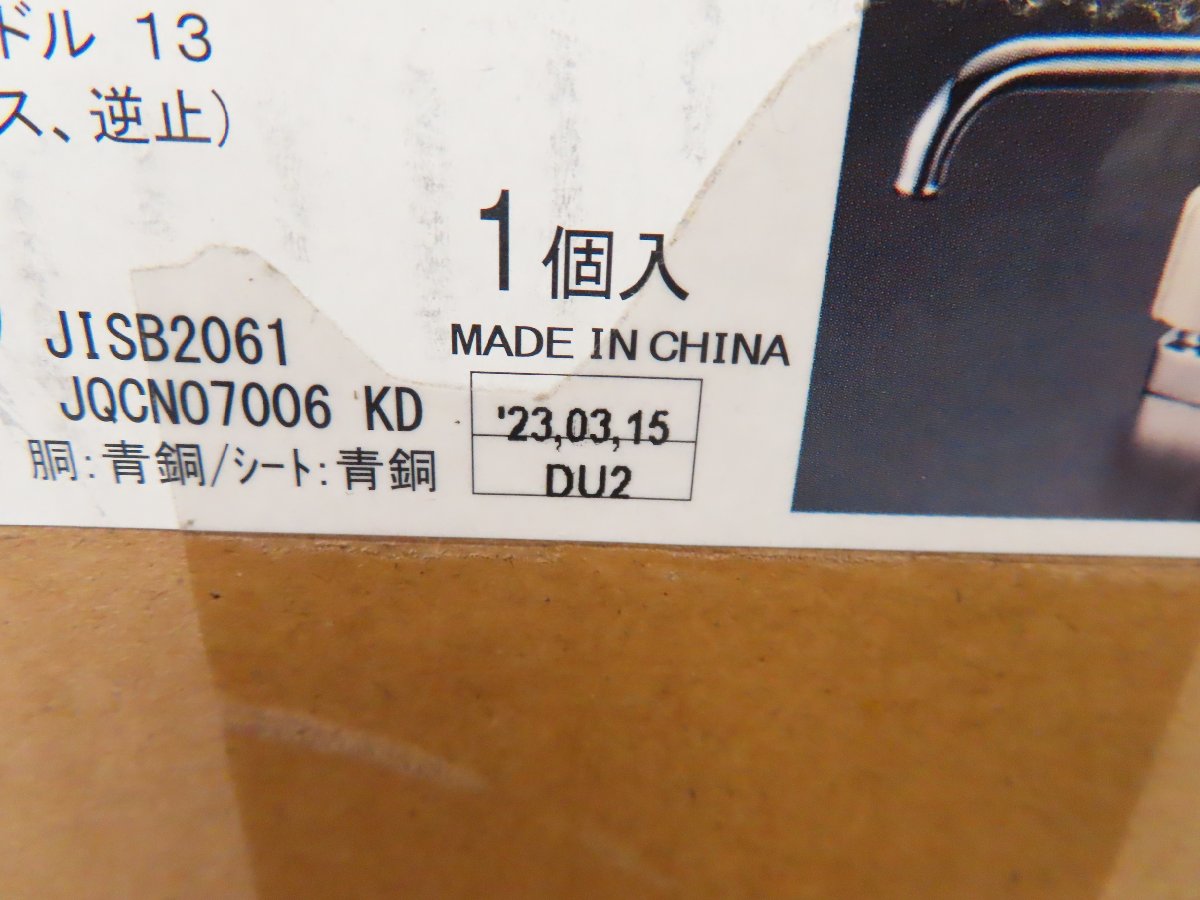 ドル 13
ス、逆止)
1個入
) JISB2061
MADE IN CHINA
JQCNO7006 KD
'23,03,15
胴:青銅/シート:青銅
DU2